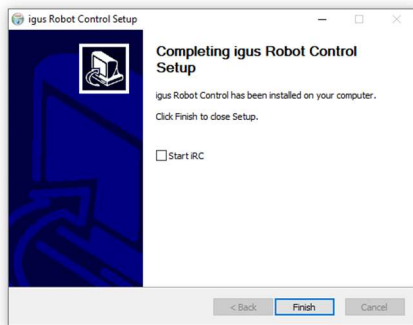 igus Robot Control Setup
Completing igus Robot Control
Setup
igus Robot Control has been installed on your computer.
Click Finish to close Setup.
Start iRC
< Back
Finish
Cancel